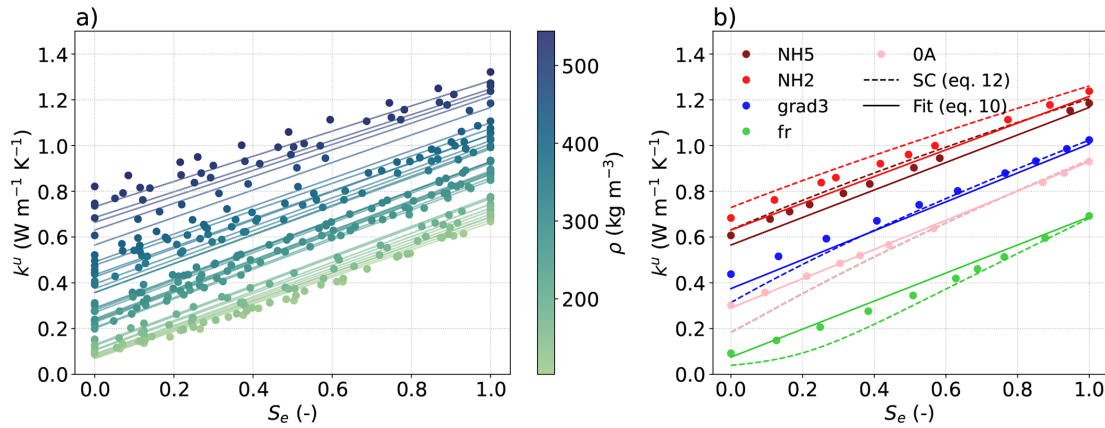 a)
1.4
1.2
1.0
0.8
0.6
0.4
0.2
0.0
k^u (W m⁻¹ K⁻¹)
0.0 0.2 0.4 0.6 0.8 1.0
S_e (-)
500
400
300
200
ρ (kg m⁻³)
b)
1.4
1.2
1.0
0.8
0.6
0.4
0.2
0.0
k^u (W m⁻¹ K⁻¹)
NH5
NH2
grad3
fr
0A
SC (eq. 12)
Fit (eq. 10)
0.0 0.2 0.4 0.6 0.8 1.0
S_e (-)